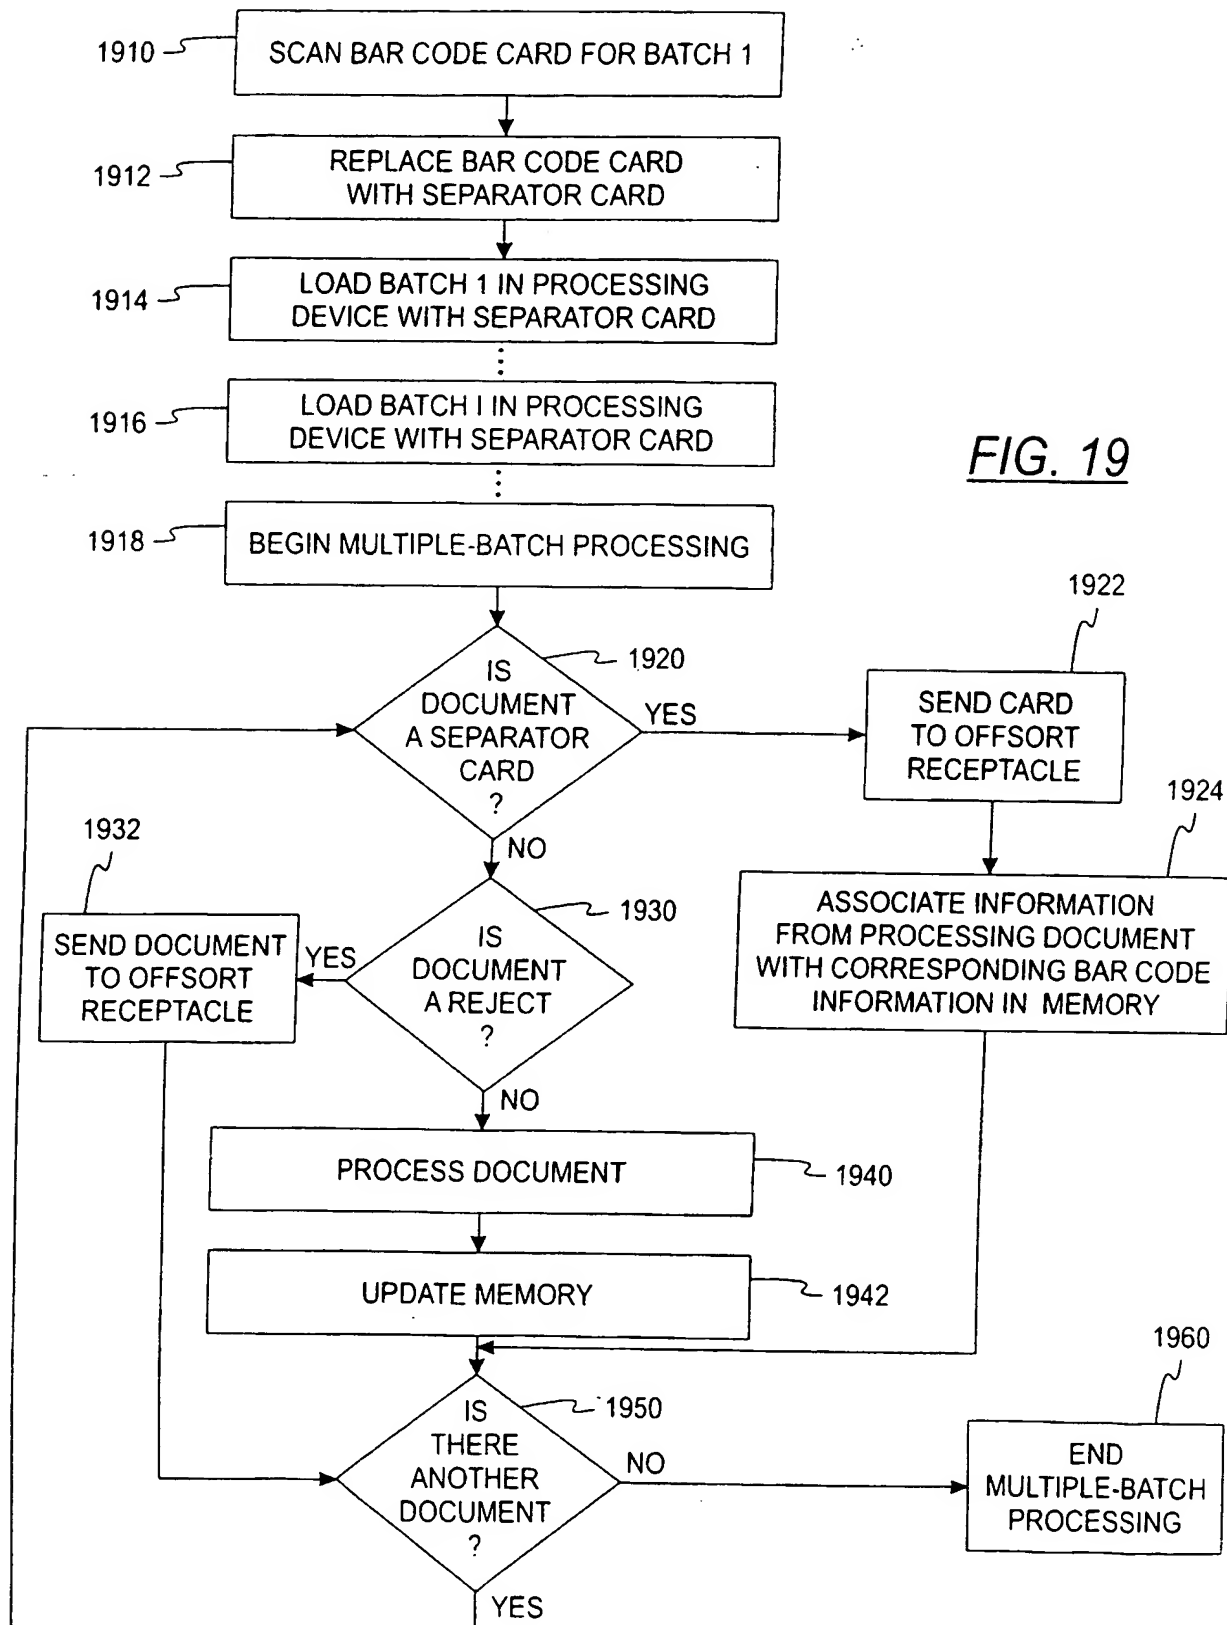 1910
SCAN BAR CODE CARD FOR BATCH 1
1912
REPLACE BAR CODE CARD
WITH SEPARATOR CARD
1914
LOAD BATCH 1 IN PROCESSING
DEVICE WITH SEPARATOR CARD
1916
LOAD BATCH I IN PROCESSING
DEVICE WITH SEPARATOR CARD
FIG. 19
1918
BEGIN MULTIPLE-BATCH PROCESSING
1920
IS
DOCUMENT
A SEPARATOR
CARD
?
YES
1922
SEND CARD
TO OFFSORT
RECEPTACLE
NO
1924
ASSOCIATE INFORMATION
FROM PROCESSING DOCUMENT
WITH CORRESPONDING BAR CODE
INFORMATION IN MEMORY
1930
IS
DOCUMENT
A REJECT
?
YES
1932
SEND DOCUMENT
TO OFFSORT
RECEPTACLE
NO
PROCESS DOCUMENT
1940
UPDATE MEMORY
1942
1950
IS
THERE
ANOTHER
DOCUMENT
?
NO
1960
END
MULTIPLE-BATCH
PROCESSING
YES